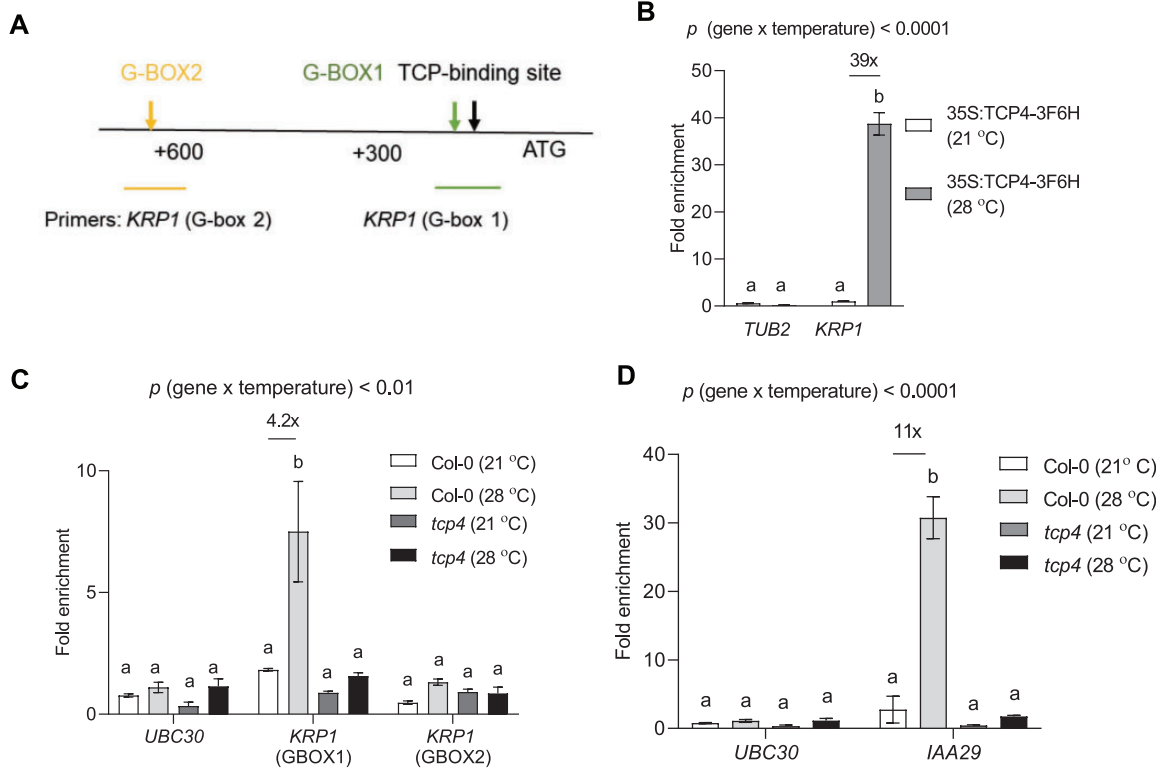 A
G-BOX2
G-BOX1 TCP-binding site
+600
+300
ATG
Primers: KRP1 (G-box 2)
KRP1 (G-box 1)
B
p (gene x temperature) < 0.0001
39x
50
40
30
20
10
0
Fold enrichment
a a a b
TUB2 KRP1
35S:TCP4-3F6H
(21 °C)
35S:TCP4-3F6H
(28 °C)
C
p (gene x temperature) < 0.01
4.2x
10
5
0
Fold enrichment
a a a a a b a a a a a a
UBC30
KRP1
(GBOX1)
KRP1
(GBOX2)
Col-0 (21 °C)
Col-0 (28 °C)
tcp4 (21 °C)
tcp4 (28 °C)
D
p (gene x temperature) < 0.0001
11x
40
30
20
10
0
Fold enrichment
a a a a a b a a
UBC30 IAA29
Col-0 (21° C)
Col-0 (28 °C)
tcp4 (21 °C)
tcp4 (28 °C)